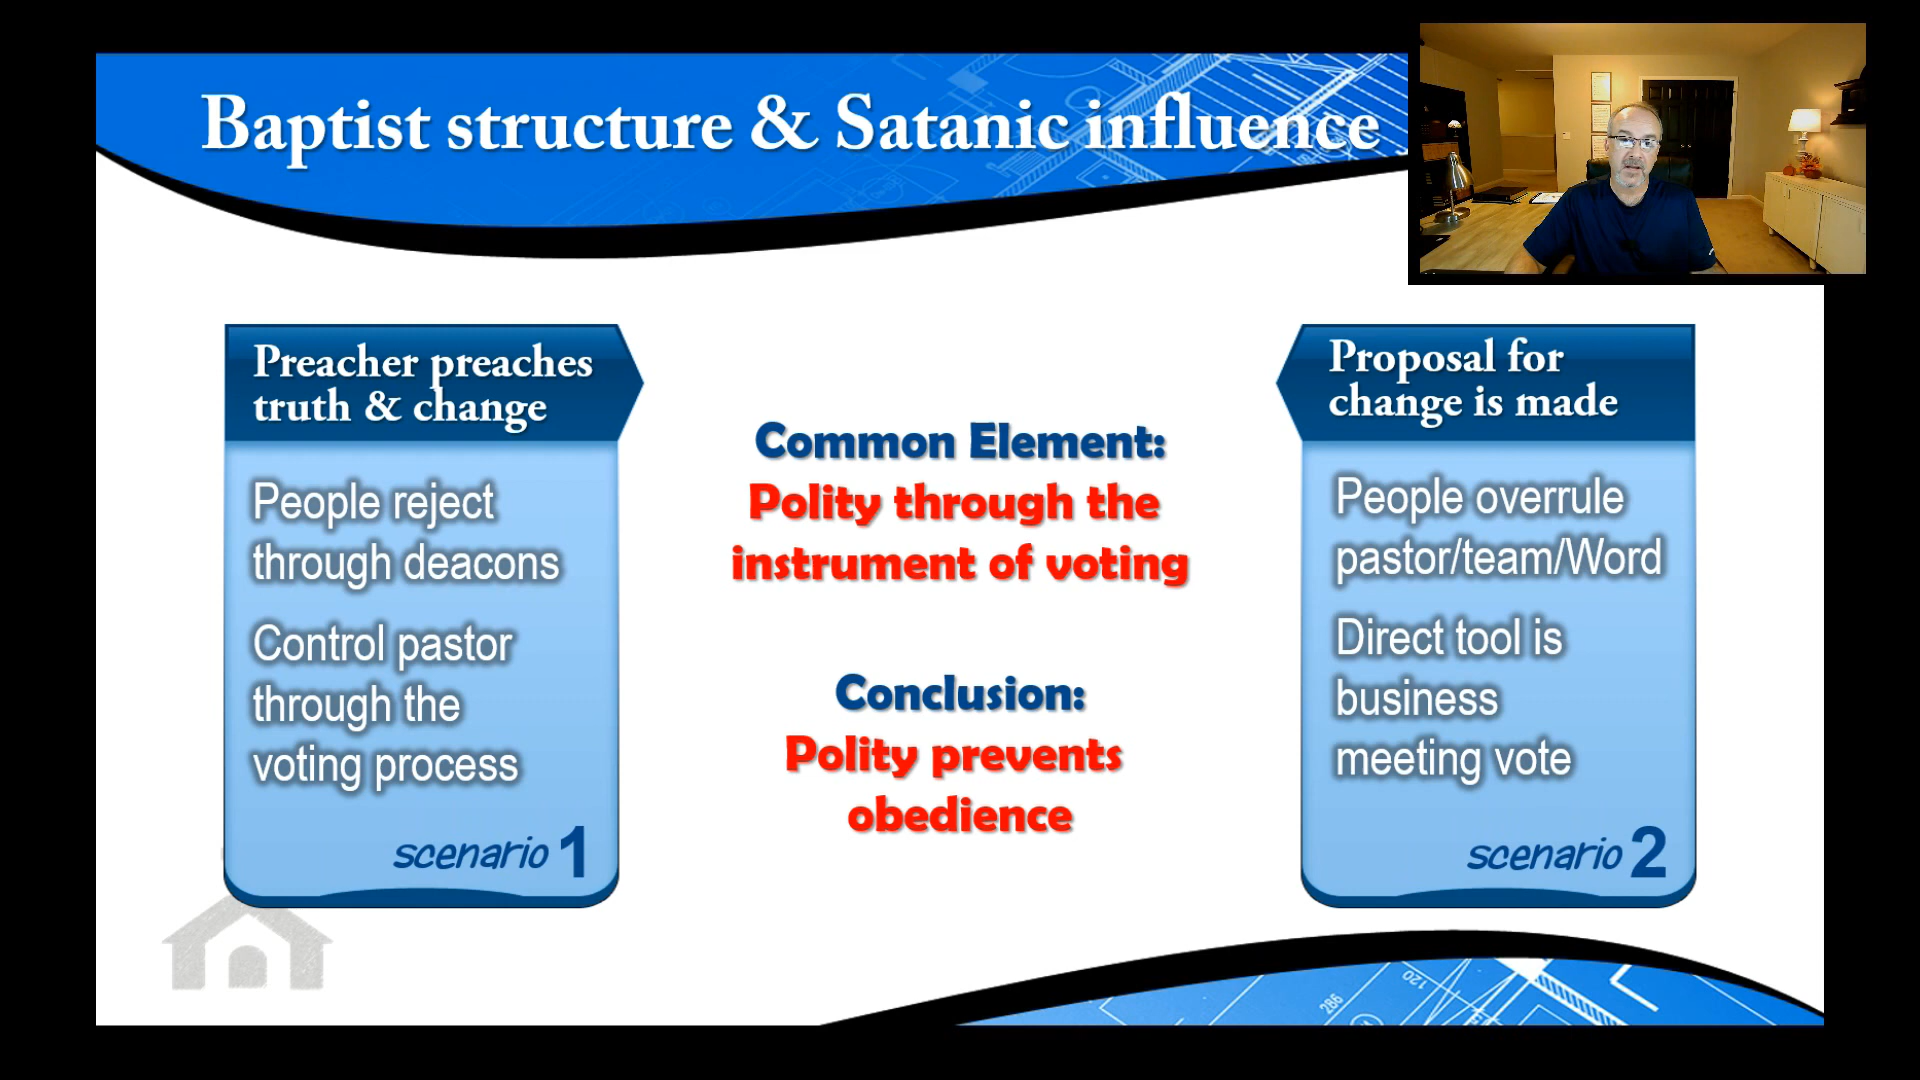 Baptist structure & Satanic influence
Preacher preaches
truth & change
People reject
through deacons
Control pastor
through the
voting process
scenario 1
Common Element:
Polity through the
instrument of voting
Conclusion:
Polity prevents
obedience
Proposal for
change is made
People overrule
pastor/team/Word
Direct tool is
business
meeting vote
scenario 2
286
120